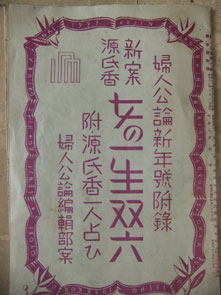 婦人公論新年號附錄
新案
源氏香
女の一生双六
附源氏香一人占ひ
婦人公論編輯部案